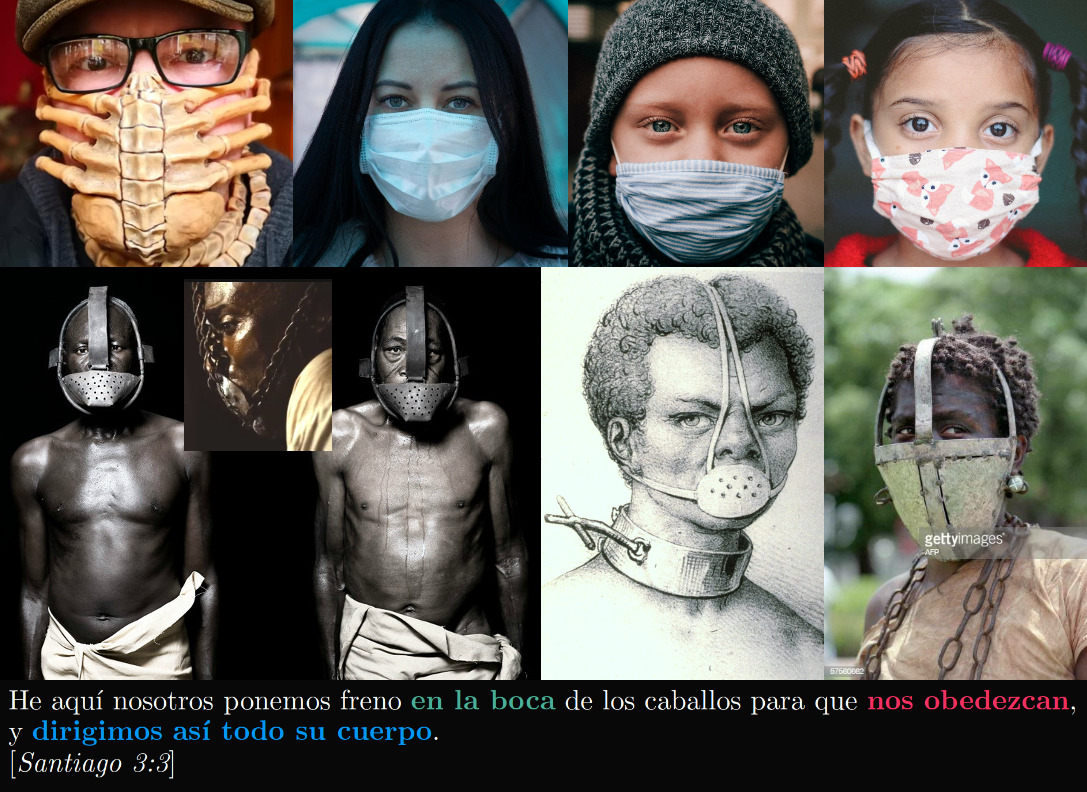 gettyimages®
AFP
57560662
He aquí nosotros ponemos freno en la boca de los caballos para que nos obedezcan,
y dirigimos así todo su cuerpo.
[Santiago 3:3]